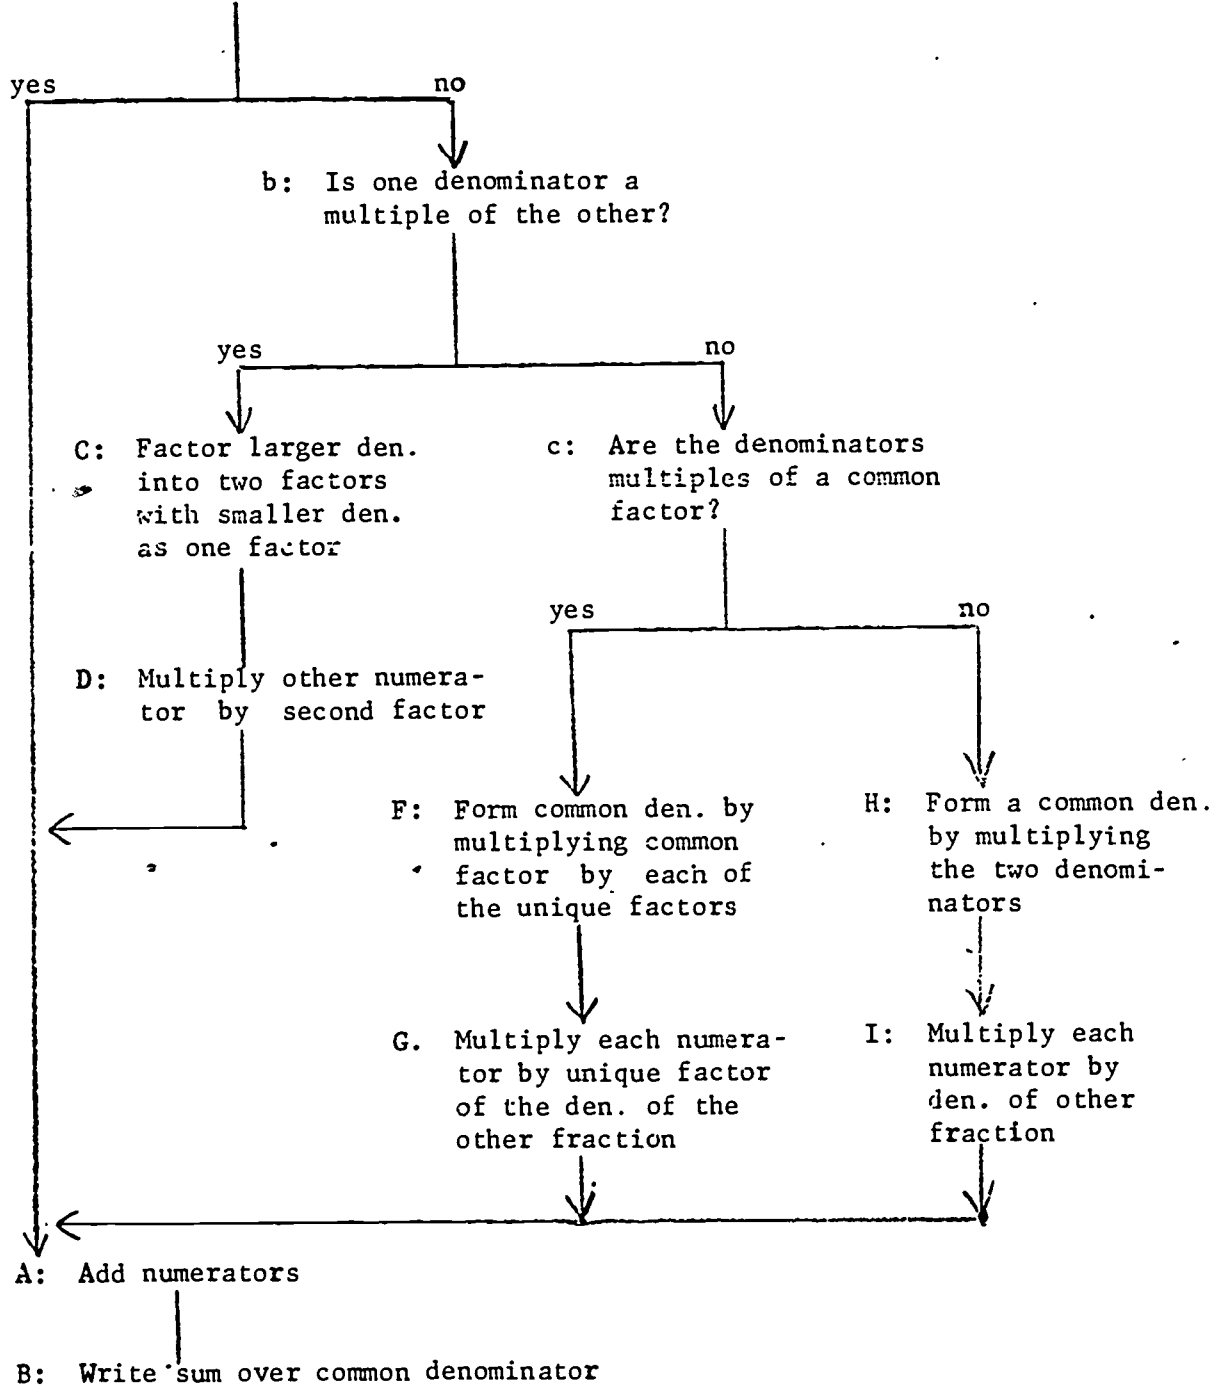 yes
no
b: Is one denominator a
multiple of the other?
yes
no
C: Factor larger den.
into two factors
with smaller den.
as one factor
c: Are the denominators
multiples of a common
factor?
yes
no
D: Multiply other numera-
tor by second factor
F: Form common den. by
multiplying common
factor by each of
the unique factors
H: Form a common den.
by multiplying
the two denomi-
nators
G. Multiply each numera-
tor by unique factor
of the den. of the
other fraction
I: Multiply each
numerator by
den. of other
fraction
A: Add numerators
B: Write sum over common denominator